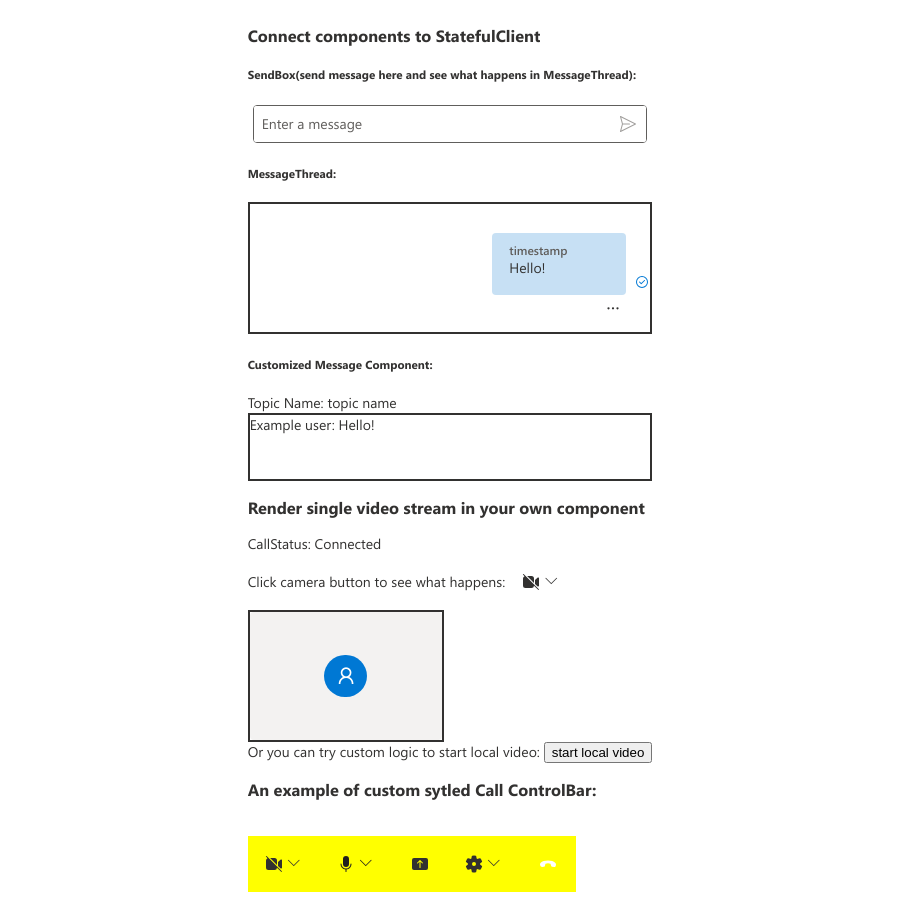 Connect components to StatefulClient
SendBox(send message here and see what happens in MessageThread):
Enter a message
MessageThread:
timestamp
Hello!
...
Customized Message Component:
Topic Name: topic name
Example user: Hello!
Render single video stream in your own component
CallStatus: Connected
Click camera button to see what happens:
Or you can try custom logic to start local video: start local video
An example of custom sytled Call ControlBar: